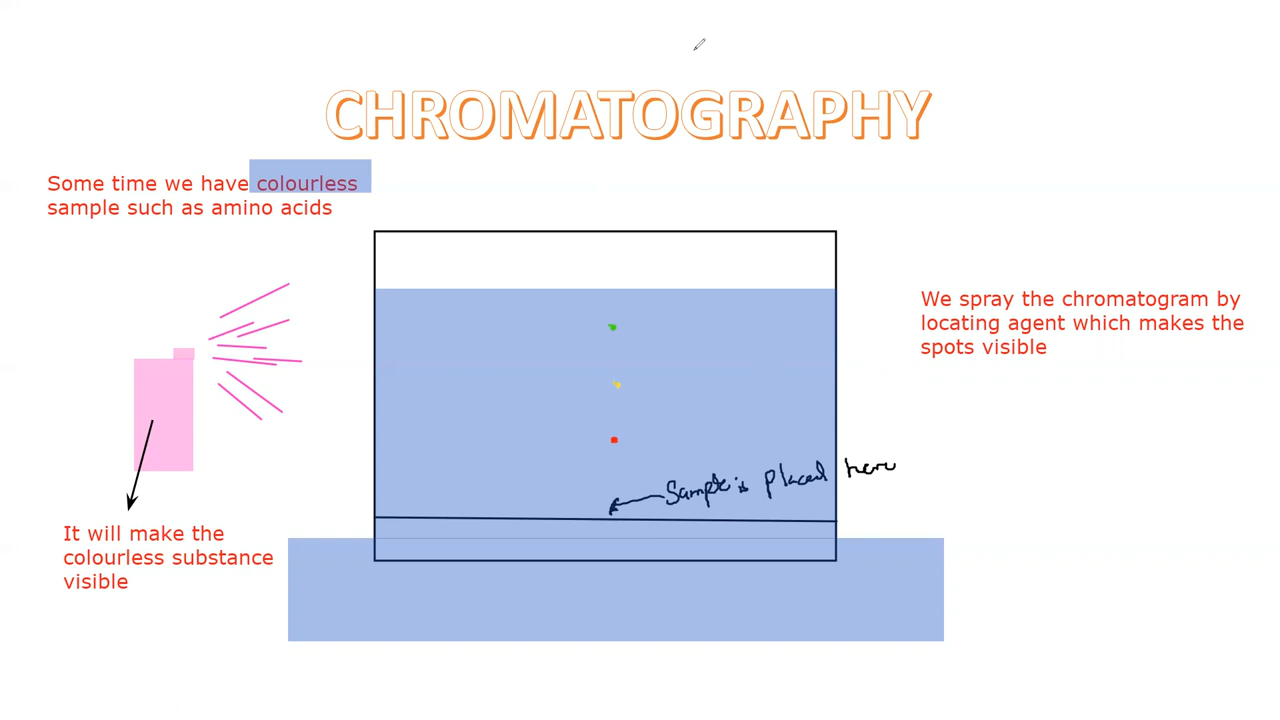 CHROMATOGRAPHY
Some time we have colourless
sample such as amino acids
We spray the chromatogram by
locating agent which makes the
spots visible
Sample is placed here
It will make the
colourless substance
visible